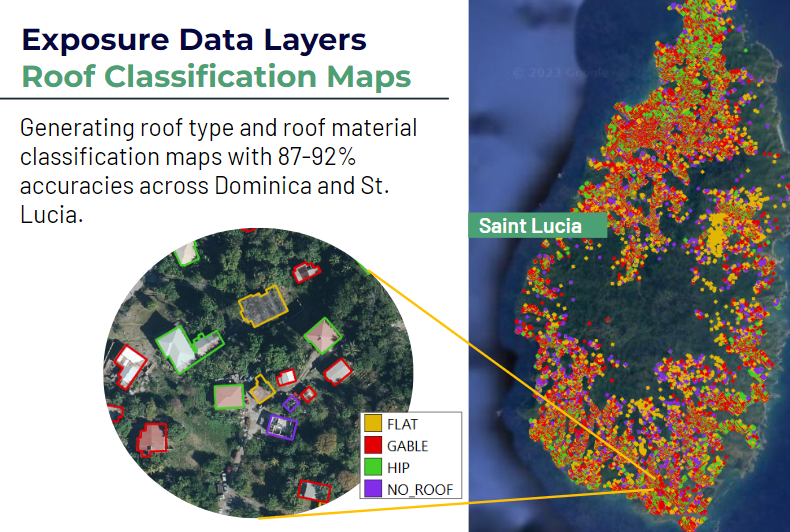 Exposure Data Layers
Roof Classification Maps
Generating roof type and roof material
classification maps with 87-92%
accuracies across Dominica and St.
Lucia.
© 2023 Google
Saint Lucia
FLAT
GABLE
HIP
NO_ROOF